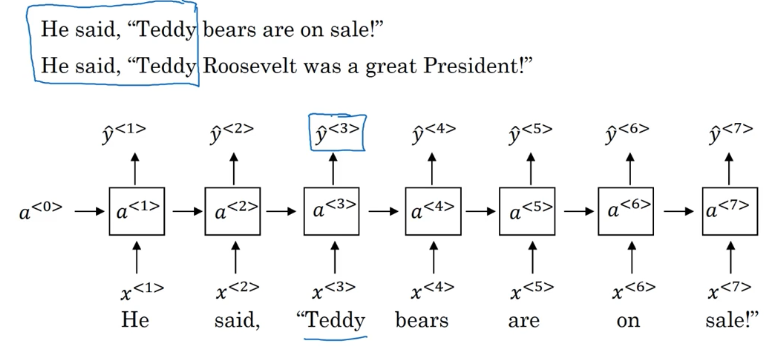 He said, “Teddy bears are on sale!”
He said, “Teddy Roosevelt was a great President!”
ŷ<1> ŷ<2> ŷ<3> ŷ<4> ŷ<5> ŷ<6> ŷ<7>
a<0> a<1> a<2> a<3> a<4> a<5> a<6> a<7>
x<1> x<2> x<3> x<4> x<5> x<6> x<7>
He said, “Teddy bears are on sale!”